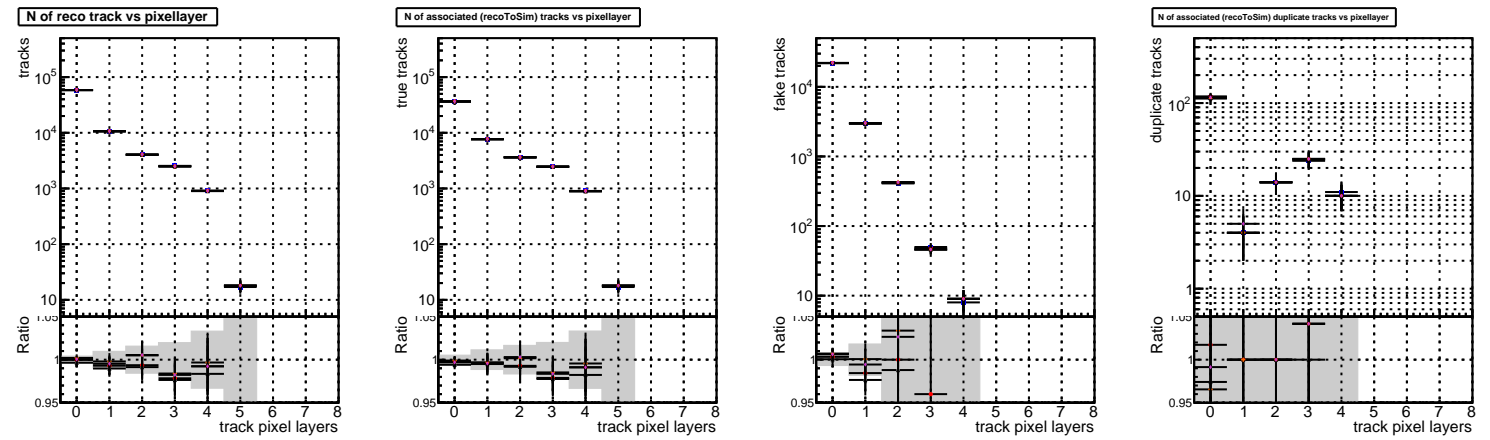 N of reco track vs pixellayer
tracks
10^5
10^4
10^3
10^2
10
Ratio
1.05
1
0.95
0 1 2 3 4 5 6 7 8
track pixel layers
N of associated (recoToSim) tracks vs pixellayer
true tracks
10^5
10^4
10^3
10^2
10
Ratio
1.05
1
0.95
0 1 2 3 4 5 6 7 8
track pixel layers
fake tracks
10^4
10^3
10^2
10
Ratio
1.05
1
0.95
0 1 2 3 4 5 6 7 8
track pixel layers
N of associated (recoToSim) duplicate tracks vs pixellayer
duplicate tracks
10^2
10
1
Ratio
1.05
1
0.95
0 1 2 3 4 5 6 7 8
track pixel layers